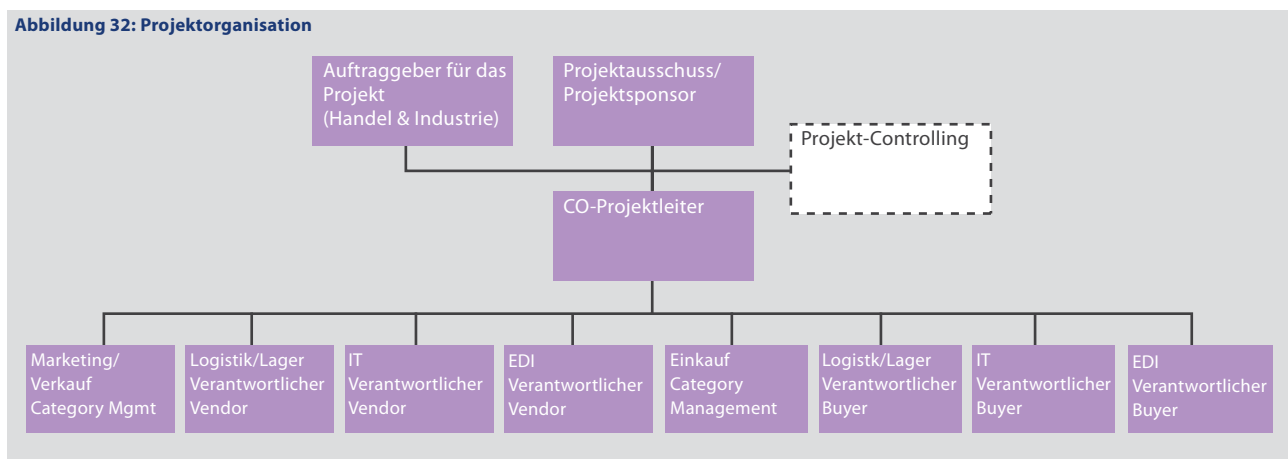 Abbildung 32: Projektorganisation
Auftraggeber für das
Projekt
(Handel & Industrie)
Projektausschuss/
Projektsponsor
Projekt-Controlling
CO-Projektleiter
Marketing/
Verkauf
Category Mgmt
Logistik/Lager
Verantwortlicher
Vendor
IT
Verantwortlicher
Vendor
EDI
Verantwortlicher
Vendor
Einkauf
Category
Management
Logistk/Lager
Verantwortlicher
Buyer
IT
Verantwortlicher
Buyer
EDI
Verantwortlicher
Buyer